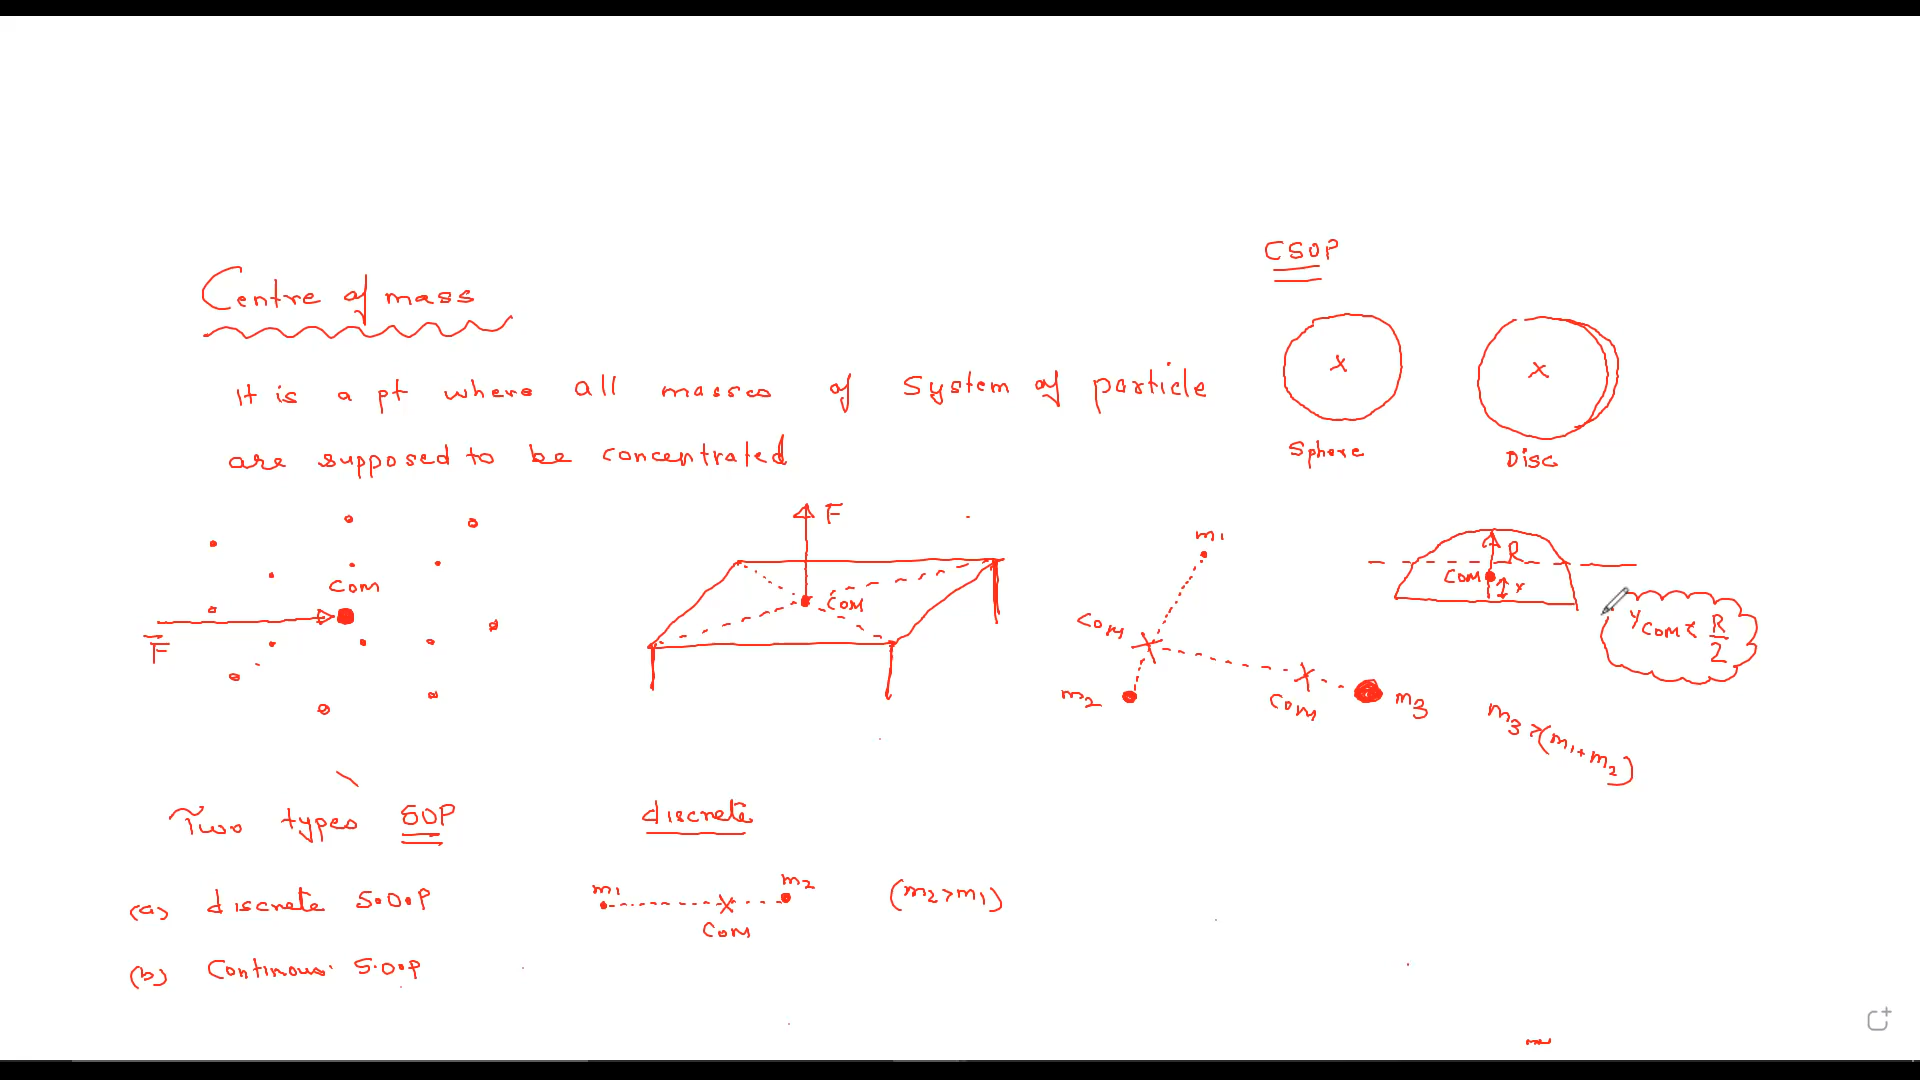 Centre of mass
It is a pt where all masses of system of particle
are supposed to be concentrated
F
COM
F
COM
m1
COM
m2
COM
m3
m3 > (m1 + m2)
CSOP
Sphere
Disc
R
COM
x
yCOM < R/2
Two types SOP
(a) discrete S.O.P
(b) Continous S.O.P
discrete
m1
m2
COM
(m2 > m1)